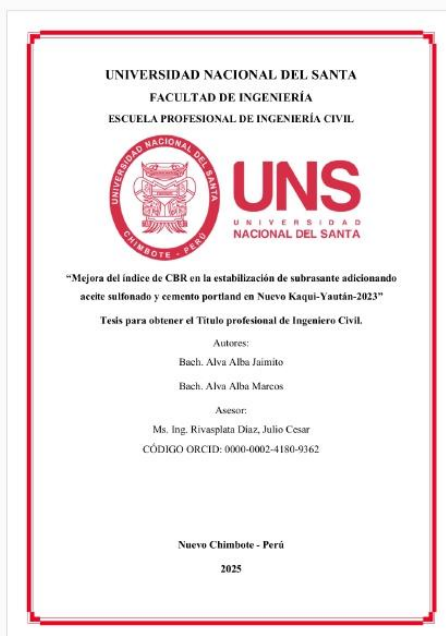 UNIVERSIDAD NACIONAL DEL SANTA
FACULTAD DE INGENIERÍA
ESCUELA PROFESIONAL DE INGENIERÍA CIVIL
UNIVERSIDAD NACIONAL DEL SANTA
CHIMBOTE - PERÚ
UNS
UNIVERSIDAD
NACIONAL DEL SANTA
“Mejora del índice de CBR en la estabilización de subrasante adicionando
aceite sulfonado y cemento portland en Nuevo Kaqui-Yaután-2023”
Tesis para obtener el Título profesional de Ingeniero Civil.
Autores:
Bach. Alva Alba Jaimito
Bach. Alva Alba Marcos
Asesor:
Ms. Ing. Rivasplata Díaz, Julio Cesar
CÓDIGO ORCID: 0000-0002-4180-9362
Nuevo Chimbote - Perú
2025